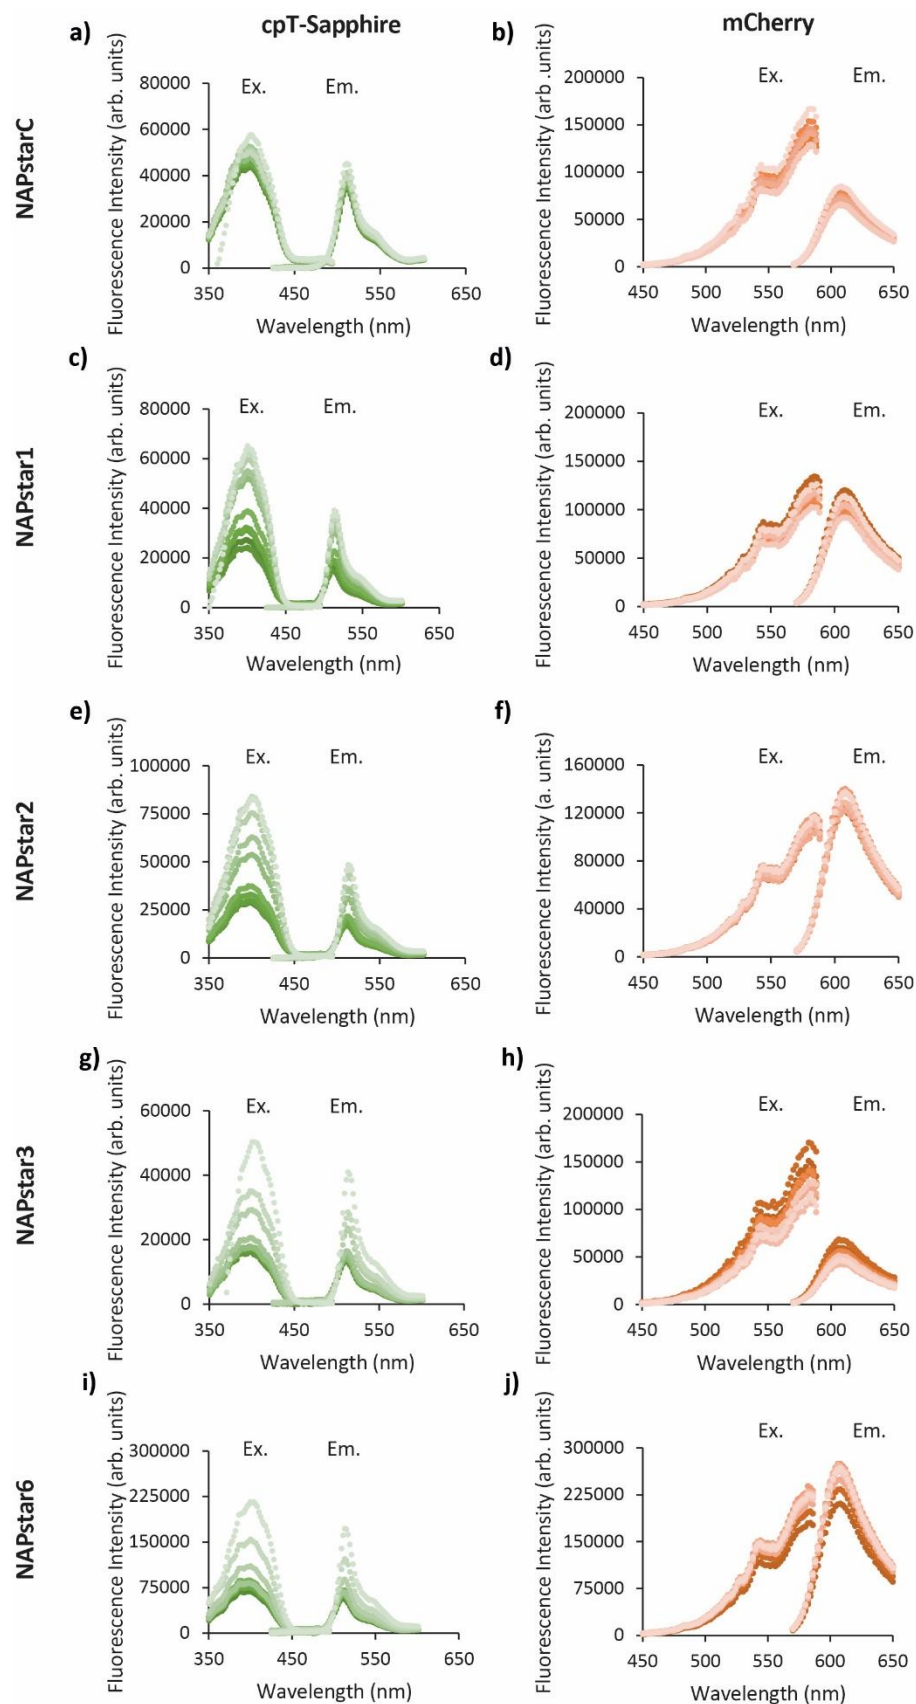 cpT-Sapphire
mCherry
NAPstarC
a)
Fluorescence Intensity (arb. units)
80000
60000
40000
20000
0
Ex.
Em.
350 450 550 650
Wavelength (nm)
b)
Fluorescence Intensity (arb .units)
200000
150000
100000
50000
0
Ex.
Em.
450 500 550 600 650
Wavelength (nm)
NAPstar1
c)
Fluorescence Intensity (arb. units)
80000
60000
40000
20000
0
Ex.
Em.
350 450 550 650
Wavelength (nm)
d)
Fluorescence Intensity (arb. units)
200000
150000
100000
50000
0
Ex.
Em.
450 500 550 600 650
Wavelength (nm)
NAPstar2
e)
Fluorescence Intensity (arb. units)
100000
75000
50000
25000
0
Ex.
Em.
350 450 550 650
Wavelength (nm)
f)
Fluorescence Intensity (a. units)
160000
120000
80000
40000
0
Ex.
Em.
450 500 550 600 650
Wavelength (nm)
NAPstar3
g)
Fluorescence Intensity (arb. units)
60000
40000
20000
0
Ex.
Em.
350 450 550 650
Wavelength (nm)
h)
Fluorescence Intensity (arb. units)
200000
150000
100000
50000
0
Ex.
Em.
450 500 550 600 650
Wavelength (nm)
NAPstar6
i)
Fluorescence Intensity (arb. units)
300000
225000
150000
75000
0
Ex.
Em.
350 450 550 650
Wavelength (nm)
j)
Fluorescence Intensity (arb. units)
300000
225000
150000
75000
0
Ex.
Em.
450 500 550 600 650
Wavelength (nm)